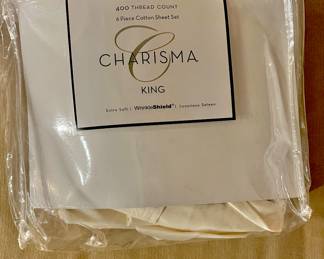 400 THREAD COUNT
6 Piece Cotton Sheet Set
C
CHARISMA
KING
Extra Soft | WrinkleShield™ | Luxurious Sateen